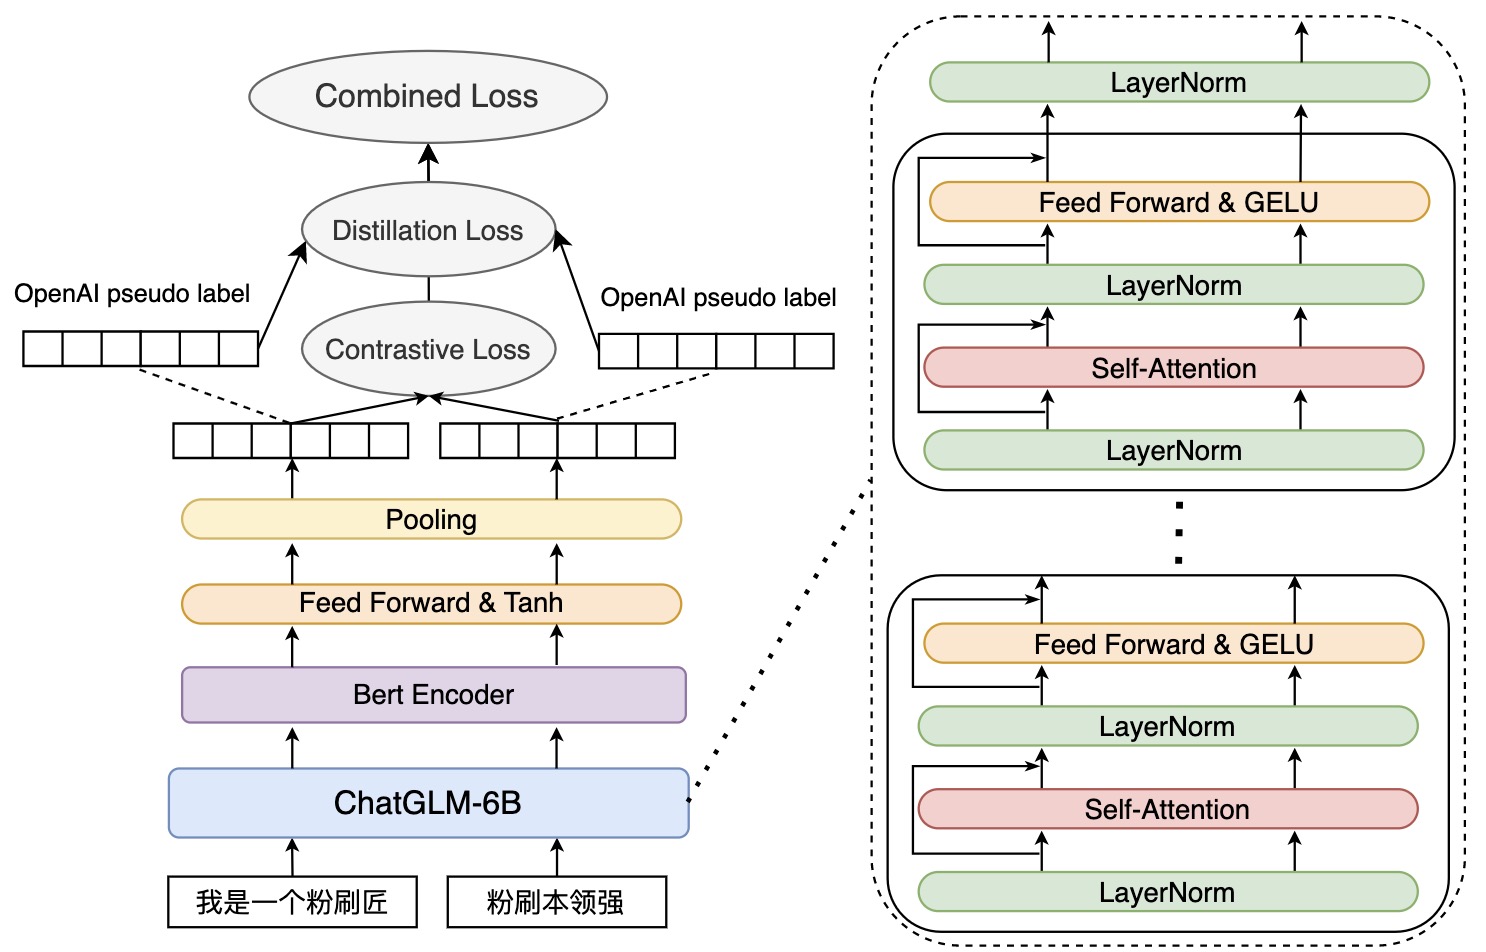 Combined Loss
Distillation Loss
OpenAI pseudo label
OpenAI pseudo label
Contrastive Loss
Pooling
Feed Forward & Tanh
Bert Encoder
ChatGLM-6B
我是一个粉刷匠
粉刷本领强
LayerNorm
Feed Forward & GELU
LayerNorm
Self-Attention
LayerNorm
Feed Forward & GELU
LayerNorm
Self-Attention
LayerNorm